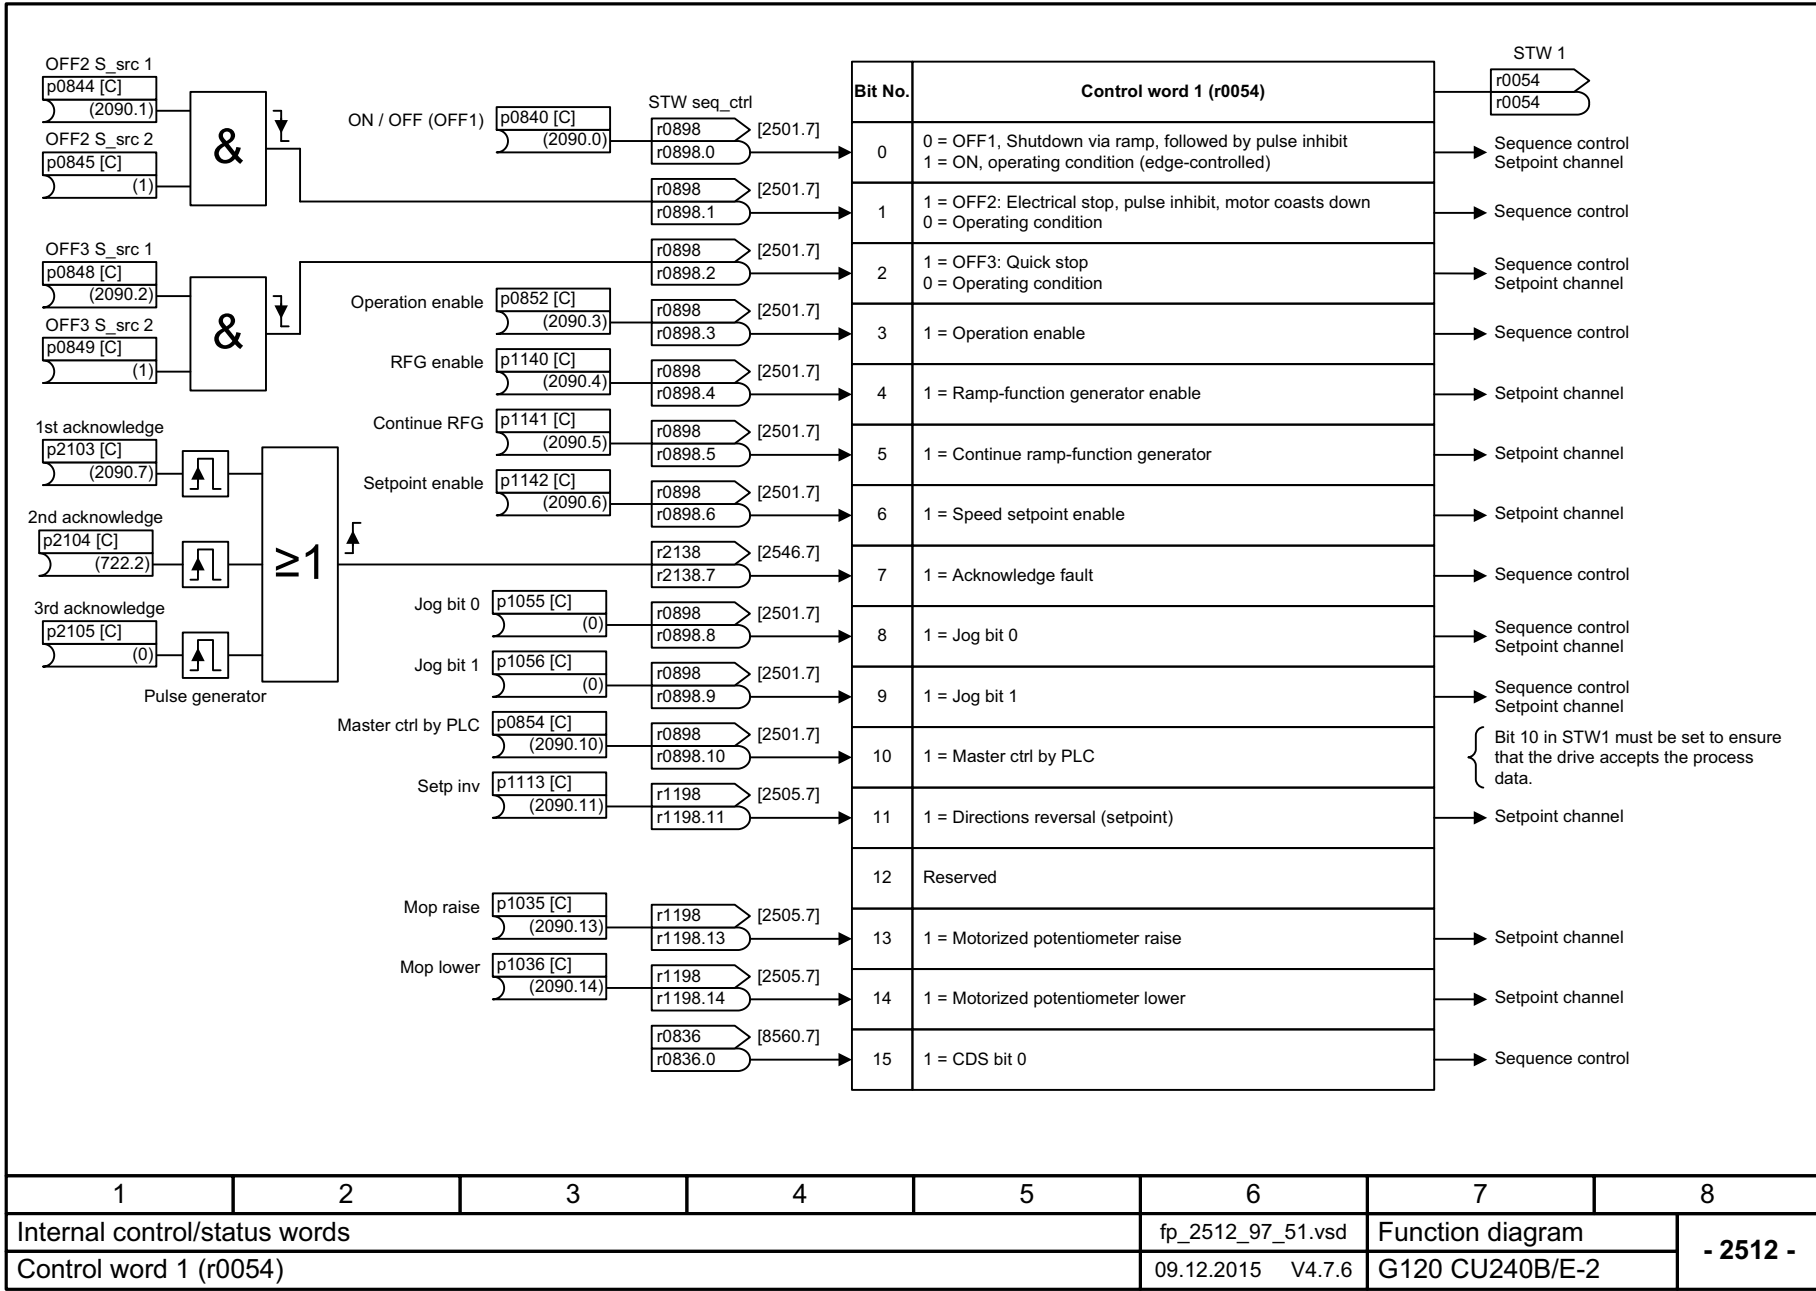 OFF2 S_src 1
p0844 [C]
(2090.1)
OFF2 S_src 2
p0845 [C]
(1)
&
OFF3 S_src 1
p0848 [C]
(2090.2)
OFF3 S_src 2
p0849 [C]
(1)
&
1st acknowledge
p2103 [C]
(2090.7)
2nd acknowledge
p2104 [C]
(722.2)
3rd acknowledge
p2105 [C]
(0)
Pulse generator
≥1
ON / OFF (OFF1)
p0840 [C]
(2090.0)
Operation enable
p0852 [C]
(2090.3)
RFG enable
p1140 [C]
(2090.4)
Continue RFG
p1141 [C]
(2090.5)
Setpoint enable
p1142 [C]
(2090.6)
Jog bit 0
p1055 [C]
(0)
Jog bit 1
p1056 [C]
(0)
Master ctrl by PLC
p0854 [C]
(2090.10)
Setp inv
p1113 [C]
(2090.11)
Mop raise
p1035 [C]
(2090.13)
Mop lower
p1036 [C]
(2090.14)
STW seq_ctrl
r0898 [2501.7]
r0898.0
r0898 [2501.7]
r0898.1
r0898 [2501.7]
r0898.2
r0898 [2501.7]
r0898.3
r0898 [2501.7]
r0898.4
r0898 [2501.7]
r0898.5
r0898 [2501.7]
r0898.6
r2138 [2546.7]
r2138.7
r0898 [2501.7]
r0898.8
r0898 [2501.7]
r0898.9
r0898 [2501.7]
r0898.10
r1198 [2505.7]
r1198.11
r1198 [2505.7]
r1198.13
r1198 [2505.7]
r1198.14
r0836 [8560.7]
r0836.0
Bit No. Control word 1 (r0054)
0 0 = OFF1, Shutdown via ramp, followed by pulse inhibit
1 = ON, operating condition (edge-controlled)
1 1 = OFF2: Electrical stop, pulse inhibit, motor coasts down
0 = Operating condition
2 1 = OFF3: Quick stop
0 = Operating condition
3 1 = Operation enable
4 1 = Ramp-function generator enable
5 1 = Continue ramp-function generator
6 1 = Speed setpoint enable
7 1 = Acknowledge fault
8 1 = Jog bit 0
9 1 = Jog bit 1
10 1 = Master ctrl by PLC
11 1 = Directions reversal (setpoint)
12 Reserved
13 1 = Motorized potentiometer raise
14 1 = Motorized potentiometer lower
15 1 = CDS bit 0
STW 1
r0054
r0054
Sequence control
Setpoint channel
Sequence control
Sequence control
Setpoint channel
Sequence control
Setpoint channel
Setpoint channel
Setpoint channel
Sequence control
Sequence control
Setpoint channel
Sequence control
Setpoint channel
Bit 10 in STW1 must be set to ensure
that the drive accepts the process
data.
Setpoint channel
Setpoint channel
Setpoint channel
Sequence control
1 2 3 4 5 6 7 8
Internal control/status words
fp_2512_97_51.vsd
Function diagram
- 2512 -
Control word 1 (r0054)
09.12.2015 V4.7.6
G120 CU240B/E-2